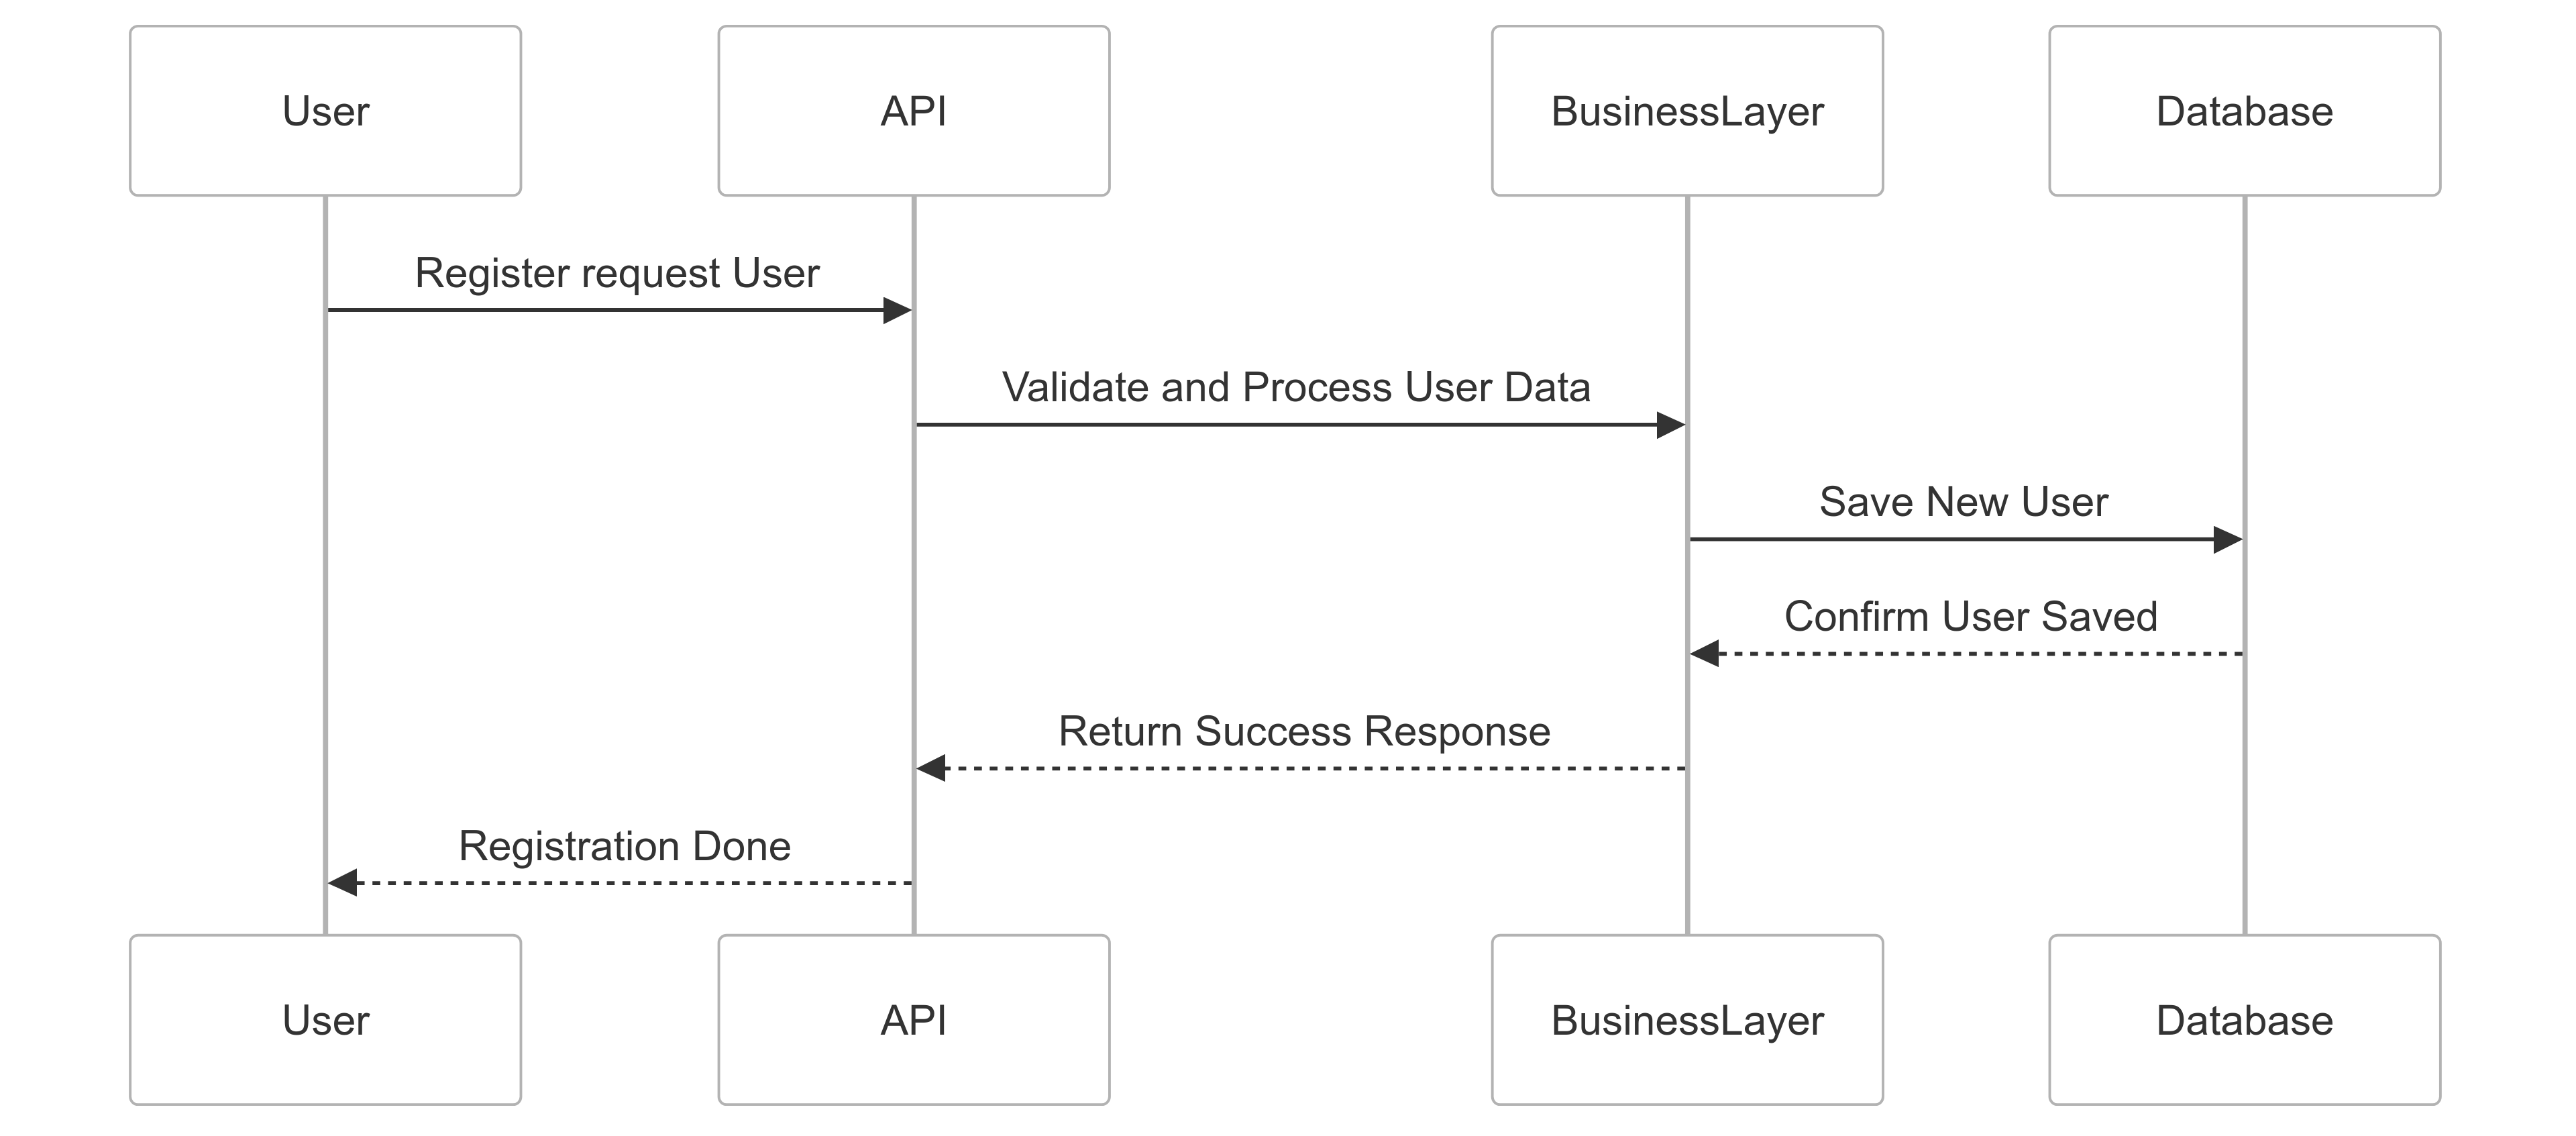 User
API
BusinessLayer
Database
Register request User
Validate and Process User Data
Save New User
Confirm User Saved
Return Success Response
Registration Done
User
API
BusinessLayer
Database